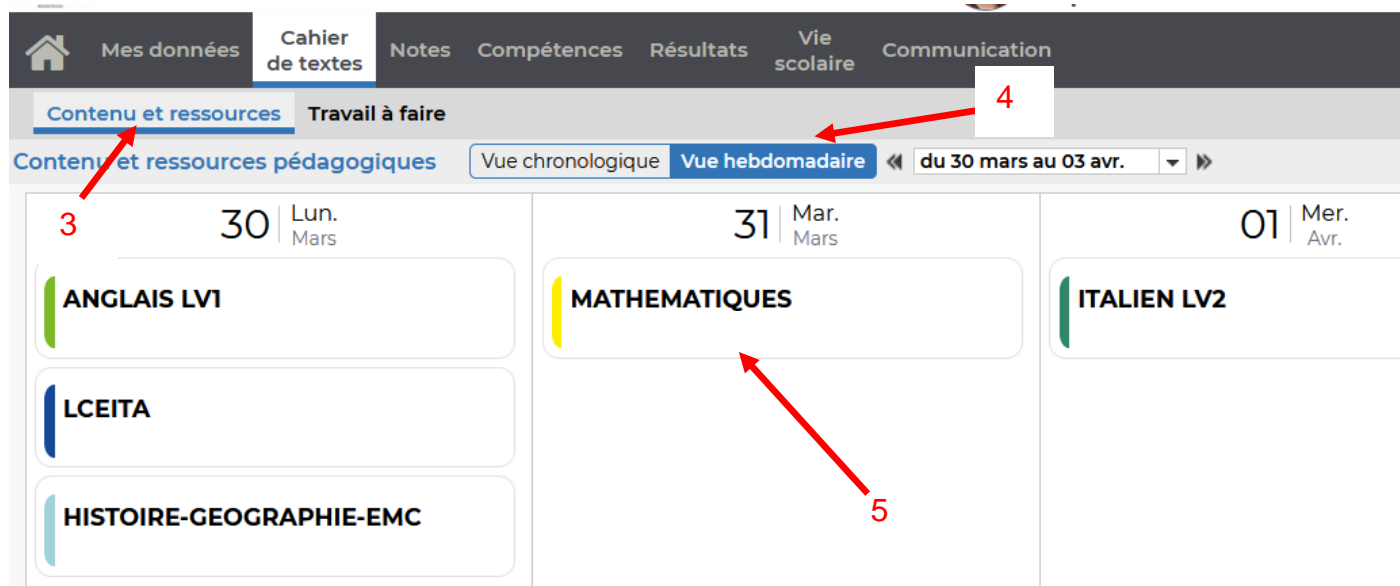 Mes données
Cahier
de textes
Notes
Compétences
Résultats
Vie
scolaire
Communication
Contenu et ressources
Travail à faire
4
Contenu et ressources pédagogiques
Vue chronologique
Vue hebdomadaire
du 30 mars au 03 avr.
3
30 Lun.
Mars
31 Mar.
Mars
01 Mer.
Avr.
ANGLAIS LV1
MATHEMATIQUES
ITALIEN LV2
LCEITA
HISTOIRE-GEOGRAPHIE-EMC
5